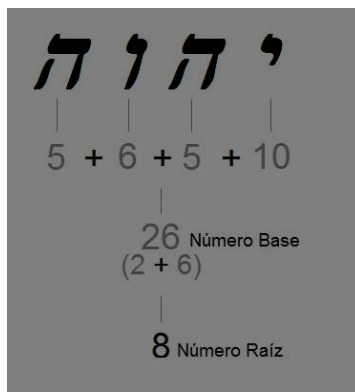 יהוה
5 + 6 + 5 + 10
26 Número Base
(2 + 6)
8 Número Raíz